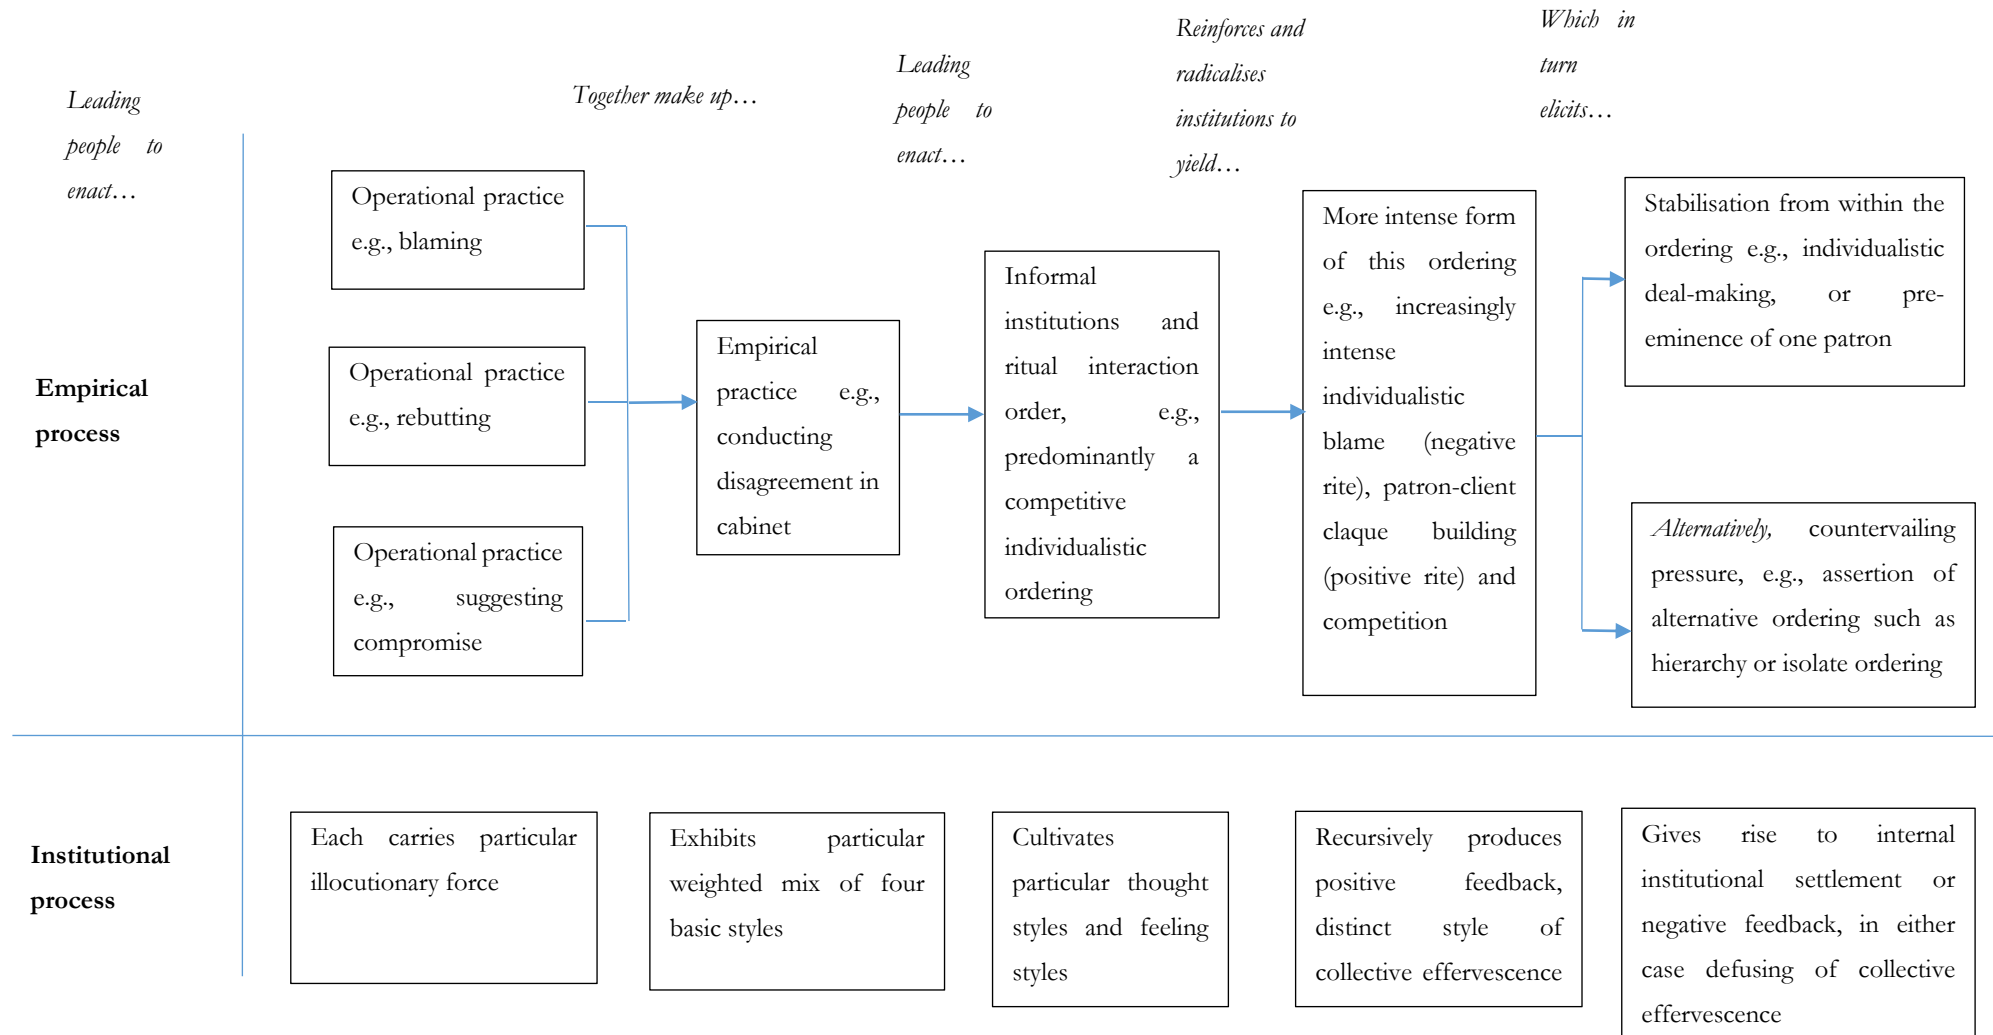 Leading
people to
enact…
Together make up…
Leading
people to
enact…
Reinforces and
radicalises
institutions to
yield…
Which in
turn
elicits…
Empirical
process
Operational practice
e.g., blaming
Operational practice
e.g., rebutting
Operational practice
e.g., suggesting
compromise
Empirical
practice e.g.,
conducting
disagreement in
cabinet
Informal
institutions and
ritual interaction
order, e.g.,
predominantly a
competitive
individualistic
ordering
More intense form
of this ordering
e.g., increasingly
intense
individualistic
blame (negative
rite), patron-client
claque building
(positive rite) and
competition
Stabilisation from within the
ordering e.g., individualistic
deal-making, or pre-
eminence of one patron
Alternatively, countervailing
pressure, e.g., assertion of
alternative ordering such as
hierarchy or isolate ordering
Institutional
process
Each carries particular
illocutionary force
Exhibits particular
weighted mix of four
basic styles
Cultivates
particular thought
styles and feeling
styles
Recursively produces
positive feedback,
distinct style of
collective effervescence
Gives rise to internal
institutional settlement or
negative feedback, in either
case defusing of collective
effervescence